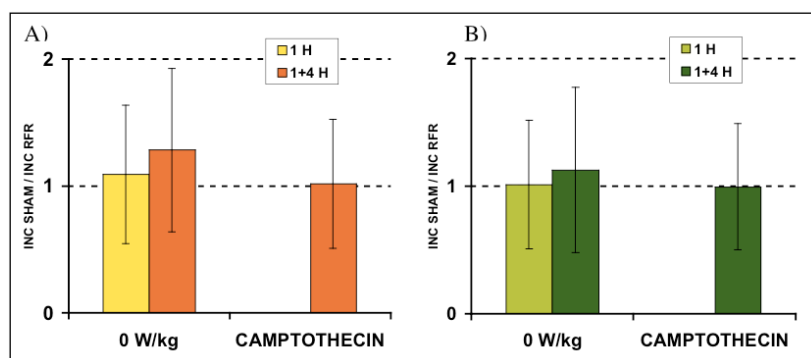 A)
1 H
1+4 H
2
1
0
INC SHAM / INC RFR
0 W/kg
CAMPTOTHECIN
B)
1 H
1+4 H
2
1
0
INC SHAM / INC RFR
0 W/kg
CAMPTOTHECIN